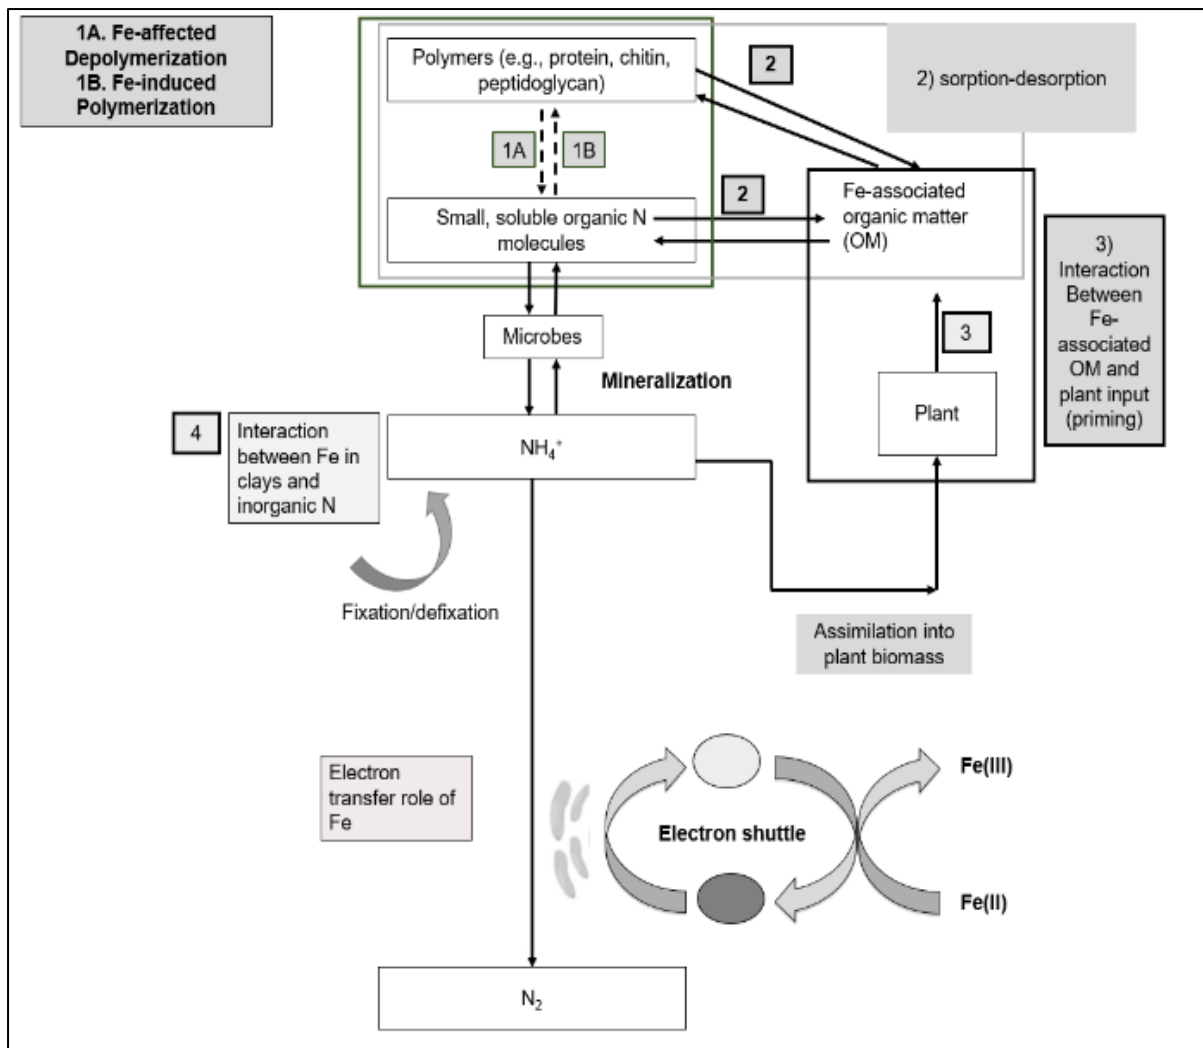 1A. Fe-affected
Depolymerization
1B. Fe-induced
Polymerization
Polymers (e.g., protein, chitin,
peptidoglycan)
2
2) sorption-desorption
1A
1B
Small, soluble organic N
molecules
2
Fe-associated
organic matter
(OM)
3)
Interaction
Between
Fe-
associated
OM and
plant input
(priming)
3
Plant
Microbes
Mineralization
4
Interaction
between Fe in
clays and
inorganic N
NH₄⁺
Fixation/defixation
Assimilation into
plant biomass
Electron
transfer role of
Fe
Electron shuttle
Fe(III)
Fe(II)
N₂